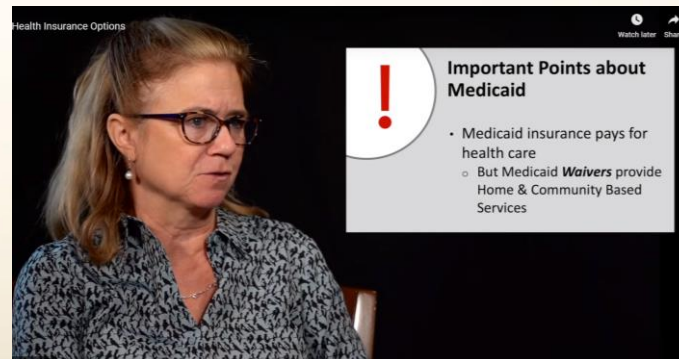 Health Insurance Options
Watch later
Shar
!
Important Points about
Medicaid
• Medicaid insurance pays for
health care
o But Medicaid Waivers provide
Home & Community Based
Services